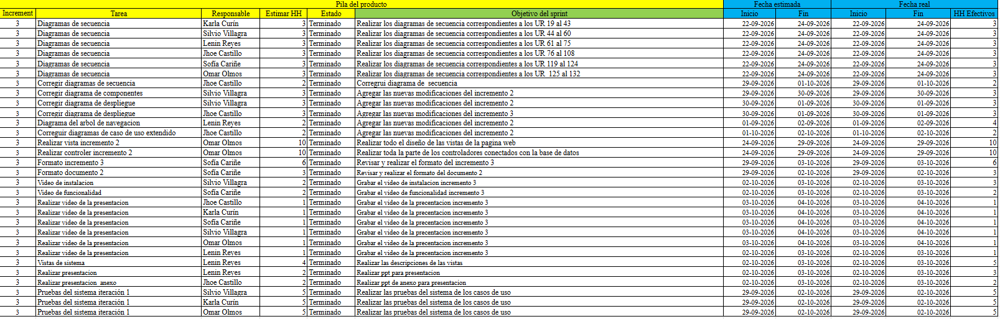 Pila del producto Fecha estimada Fecha real
Increment Tarea Responsable Estimar HH Estado Objetivo del sprint Inicio Fin Inicio Fin HH Efectivos
3 Diagramas de secuencia Karla Curín 3 Terminado Realizar los diagramas de secuencia correspondientes a los UR 19 al 43 22-09-2026 24-09-2026 22-09-2026 24-09-2026 3
3 Diagramas de secuencia Silvio Villagra 3 Terminado Realizar los diagramas de secuencia correspondientes a los UR 44 al 60 22-09-2026 24-09-2026 22-09-2026 24-09-2026 3
3 Diagramas de secuencia Lenin Reyes 3 Terminado Realizar los diagramas de secuencia correspondientes a los UR 61 al 75 22-09-2026 24-09-2026 22-09-2026 24-09-2026 3
3 Diagramas de secuencia Jhoe Castillo 3 Terminado Realizar los diagramas de secuencia correspondientes a los UR 76 al 108 22-09-2026 24-09-2026 22-09-2026 24-09-2026 3
3 Diagramas de secuencia Sofía Cariñe 3 Terminado Realizar los diagramas de secuencia correspondientes a los UR 119 al 124 22-09-2026 24-09-2026 22-09-2026 24-09-2026 3
3 Diagramas de secuencia Omar Olmos 3 Terminado Realizar los diagramas de secuencia correspondientes a los UR 125 al 132 22-09-2026 24-09-2026 22-09-2026 24-09-2026 3
3 Corregir diagramas de secuencia Jhoe Castillo 2 Terminado Corregrui diagrama de secuencia 29-09-2026 01-10-2026 29-09-2026 01-10-2026 2
3 Corregir diagrama de componentes Silvio Villagra 3 Terminado Agregar las nuevas modificaciones del incremento 2 29-09-2026 30-09-2026 29-09-2026 30-09-2026 3
3 Corregir diagrama de despliegue Silvio Villagra 3 Terminado Agregar las nuevas modificaciones del incremento 2 30-09-2026 01-09-2026 30-09-2026 01-09-2026 3
3 Corregir diagrama de despliegue Jhoe Castillo 3 Terminado Agregar las nuevas modificaciones del incremento 3 30-09-2026 01-09-2026 30-09-2026 01-09-2026 3
3 Diagrama del arbol de navegacion Lenin Reyes 2 Terminado Agregar las nuevas modificaciones del incremento 2 01-09-2026 02-09-2026 01-09-2026 02-09-2026 4
3 Correguir diagramas de caso de uso extendido Jhoe Castillo 2 Terminado Agregar las nuevas modificaciones del incremento 2 01-10-2026 02-10-2026 01-10-2026 02-10-2026 2
3 Realizar vista incremento 2 Omar Olmos 10 Terminado Realizar todo el diseño de las vistas de la pagina web 24-09-2026 29-09-2026 24-09-2026 29-09-2026 10
3 Realizar controler incremento 2 Omar Olmos 10 Terminado Realizar toda la parte de los controladores conectados con la base de datos 24-09-2026 29-09-2026 24-09-2026 29-09-2026 10
3 Formato incremento 3 Sofía Cariñe 6 Terminado Revisar y realizar el formato del incremento 3 29-09-2026 03-10-2026 29-09-2026 03-10-2026 6
3 Formato documento 2 Sofía Cariñe 3 Terminado Revisar y realizar el formato del documento 2 29-09-2026 02-10-2026 29-09-2026 02-10-2026 3
3 Video de instalacion Silvio Villagra 2 Terminado Grabar el video de instalacion incremento 3 02-10-2026 03-10-2026 02-10-2026 03-10-2026 3
3 Video de funcionalidad Sofía Cariñe 2 Terminado Grabar el video de funcionalidad incremento 3 02-10-2026 03-10-2026 02-10-2026 03-10-2026 2
3 Realizar video de la presentacion Jhoe Castillo 1 Terminado Grabar el video de la precentacion incremento 3 03-10-2026 04-10-2026 03-10-2026 04-10-2026 1
3 Realizar video de la presentacion Karla Curín 1 Terminado Grabar el video de la precentacion incremento 3 03-10-2026 04-10-2026 03-10-2026 04-10-2026 1
3 Realizar video de la presentacion Sofía Cariñe 1 Terminado Grabar el video de la precentacion incremento 3 03-10-2026 04-10-2026 03-10-2026 04-10-2026 1
3 Realizar video de la presentacion Silvio Villagra 1 Terminado Grabar el video de la precentacion incremento 3 03-10-2026 04-10-2026 03-10-2026 04-10-2026 1
3 Realizar video de la presentacion Omar Olmos 1 Terminado Grabar el video de la precentacion incremento 3 03-10-2026 04-10-2026 03-10-2026 04-10-2026 1
3 Realizar video de la presentacion Lenin Reyes 1 Terminado Grabar el video de la precentacion incremento 3 02-10-2026 03-10-2026 02-10-2026 03-10-2026 1
3 Vistas de sistema Lenin Reyes 4 Terminado Realizar las descripciones de las vistas 02-10-2026 03-10-2026 02-10-2026 03-10-2026 5
3 Realizar presentacion Lenin Reyes 2 Terminado Realizar ppt para presentacion 02-10-2026 03-10-2026 02-10-2026 03-10-2026 3
3 Realizar presentacion anexo Jhoe Castillo 2 Terminado Realizar ppt de anexo para presentacion 02-10-2026 03-10-2026 02-10-2026 03-10-2026 2
3 Pruebas del sistema iteración 1 Silvio Villagra 5 Terminado Realizar las pruebas del sistema de los casos de uso 29-09-2026 02-10-2026 29-09-2026 02-10-2026 5
3 Pruebas del sistema iteración 1 Karla Curín 5 Terminado Realizar las pruebas del sistema de los casos de uso 29-09-2026 02-10-2026 29-09-2026 02-10-2026 5
3 Pruebas del sistema iteración 1 Omar Olmos 5 Terminado Realizar las pruebas del sistema de los casos de uso 29-09-2026 02-10-2026 29-09-2026 02-10-2026 5